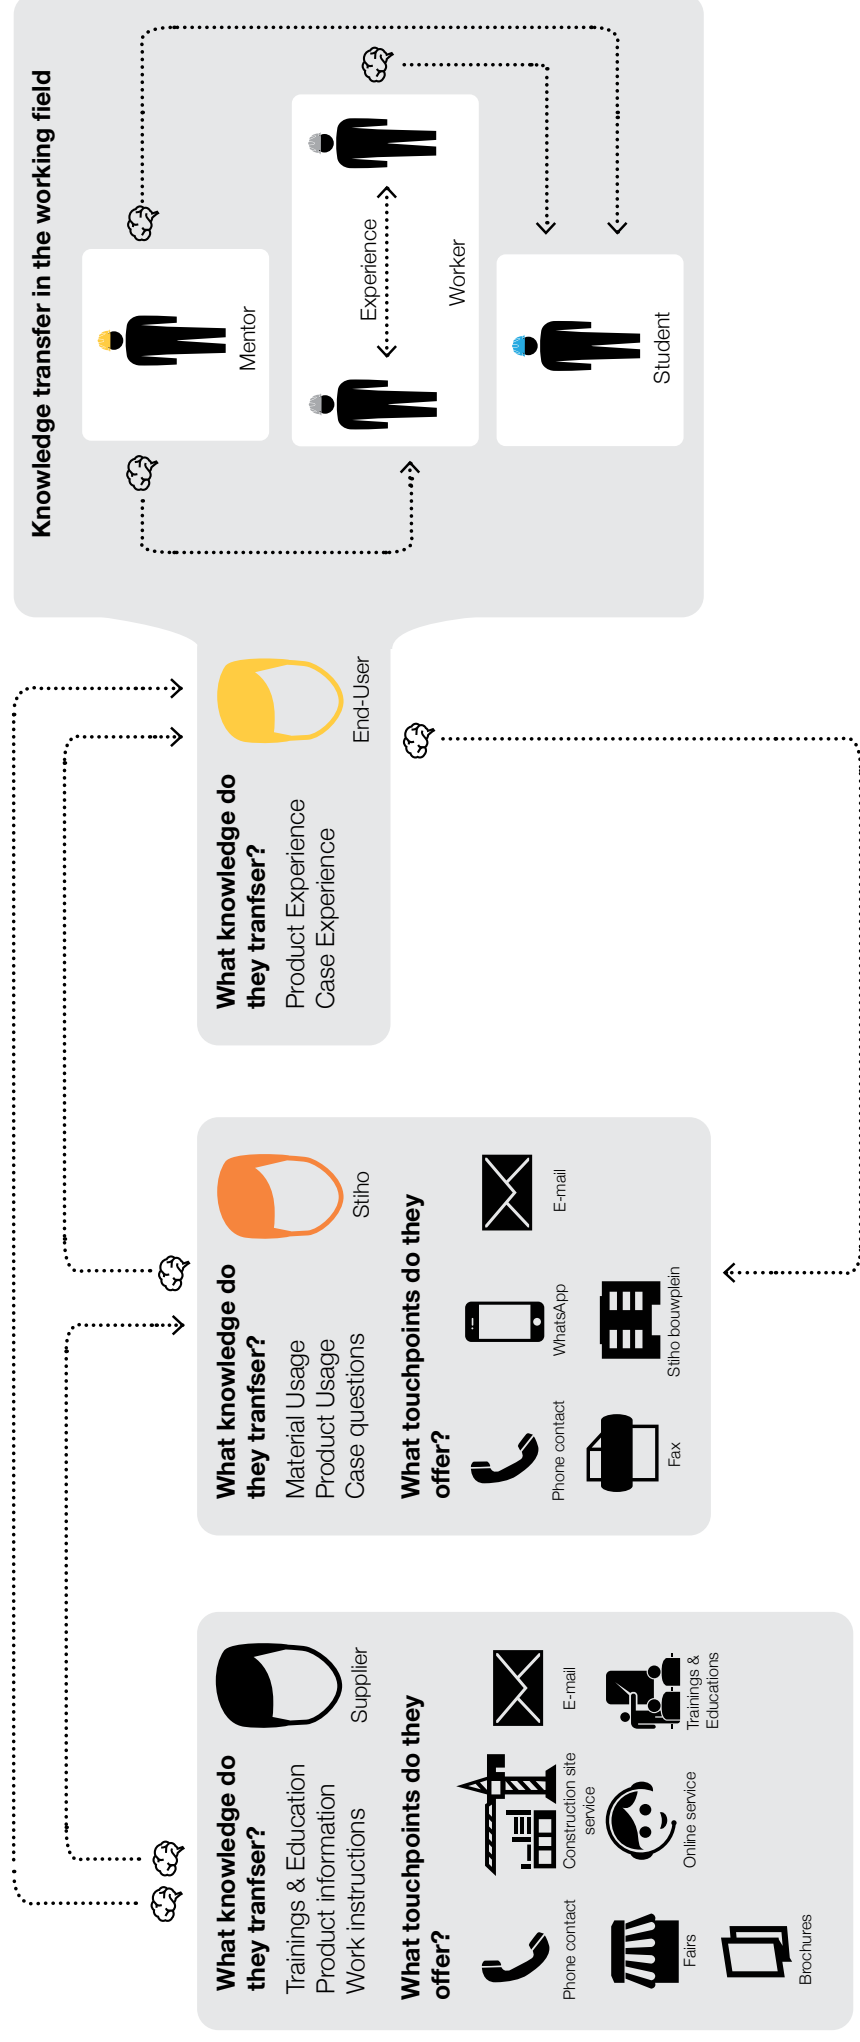 What knowledge do
they tranfser?
Trainings & Education
Product information
Work instructions
Supplier
What touchpoints do they
offer?
Phone contact
Construction site
service
E-mail
Fairs
Online service
Trainings &
Educations
Brochures
What knowledge do
they tranfser?
Material Usage
Product Usage
Case questions
Stiho
What touchpoints do they
offer?
Phone contact
WhatsApp
E-mail
Fax
Stiho bouwplein
What knowledge do
they tranfser?
Product Experience
Case Experience
End-User
Knowledge transfer in the working field
Mentor
Experience
Worker
Student